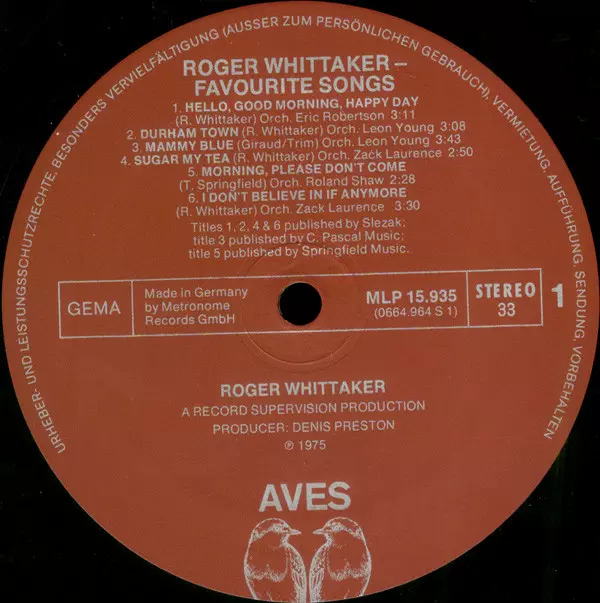 URHEBER- UND LEISTUNGSSCHUTZRECHTE, BESONDERS VERVIELFÄLTIGUNG (AUSSER ZUM PERSÖNLICHEN GEBRAUCH), VERMIETUNG, AUFFÜHRUNG, SENDUNG, VORBEHALTEN
ROGER WHITTAKER –
FAVOURITE SONGS
1. HELLO, GOOD MORNING, HAPPY DAY
(R. Whittaker) Orch. Eric Robertson 3:11
2. DURHAM TOWN (R. Whittaker) Orch. Leon Young 3:08
3. MAMMY BLUE (Giraud/Trim) Orch. Leon Young 3:43
4. SUGAR MY TEA (R. Whittaker) Orch. Zack Laurence 2:50
5. MORNING, PLEASE DON'T COME
(T. Springfield) Orch. Roland Shaw 2:28
6. I DON'T BELIEVE IN IF ANYMORE
(R. Whittaker) Orch. Zack Laurence 3:30
Titles 1, 2, 4 & 6 published by Slezak;
title 3 published by C. Pascal Music;
title 5 published by Springfield Music.
GEMA
Made in Germany
by Metronome
Records GmbH
MLP 15.935
(0664.964 S 1)
STEREO
33
1
ROGER WHITTAKER
A RECORD SUPERVISION PRODUCTION
PRODUCER: DENIS PRESTON
℗ 1975
AVES